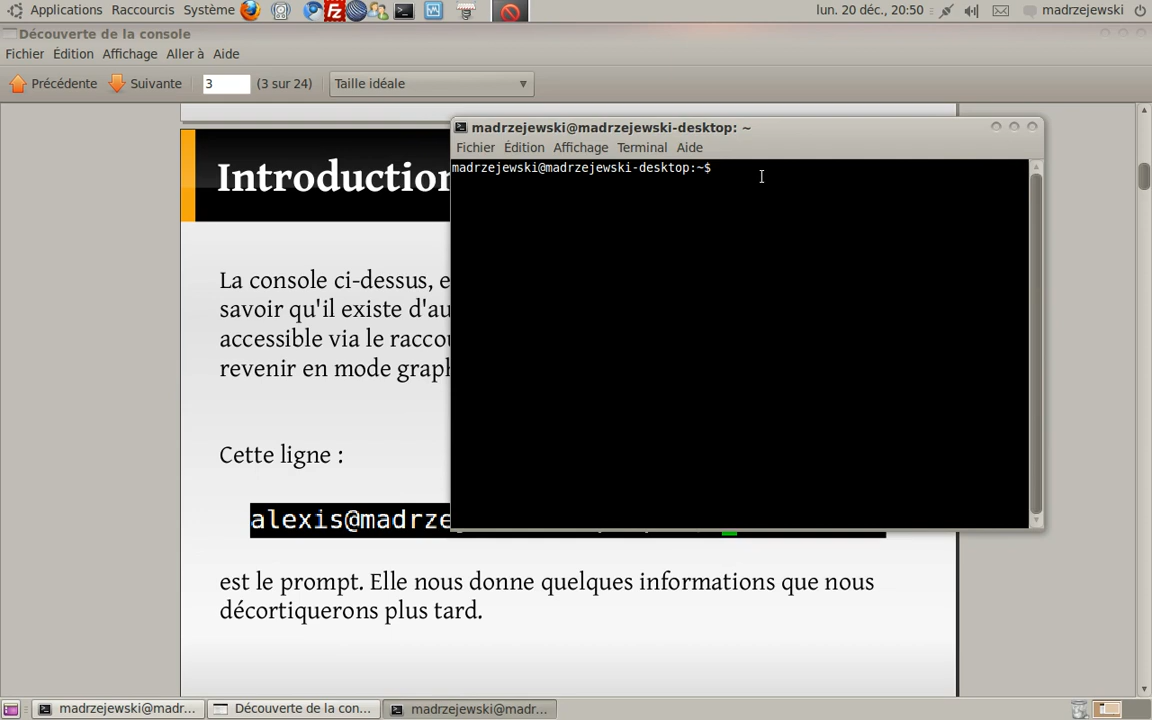 Applications Raccourcis Système lun. 20 déc., 20:50 madrzejewski
Découverte de la console
Fichier Édition Affichage Aller à Aide
Précédente Suivante 3 (3 sur 24) Taille idéale
madrzejewski@madrzejewski-desktop: ~
Fichier Édition Affichage Terminal Aide
madrzejewski@madrzejewski-desktop:~$
Introduction
La console ci-dessus, e
savoir qu'il existe d'au
accessible via le raccou
revenir en mode graph
Cette ligne :
alexis@madrze
est le prompt. Elle nous donne quelques informations que nous
décortiquerons plus tard.
madrzejewski@madr... Découverte de la con... madrzejewski@madr...